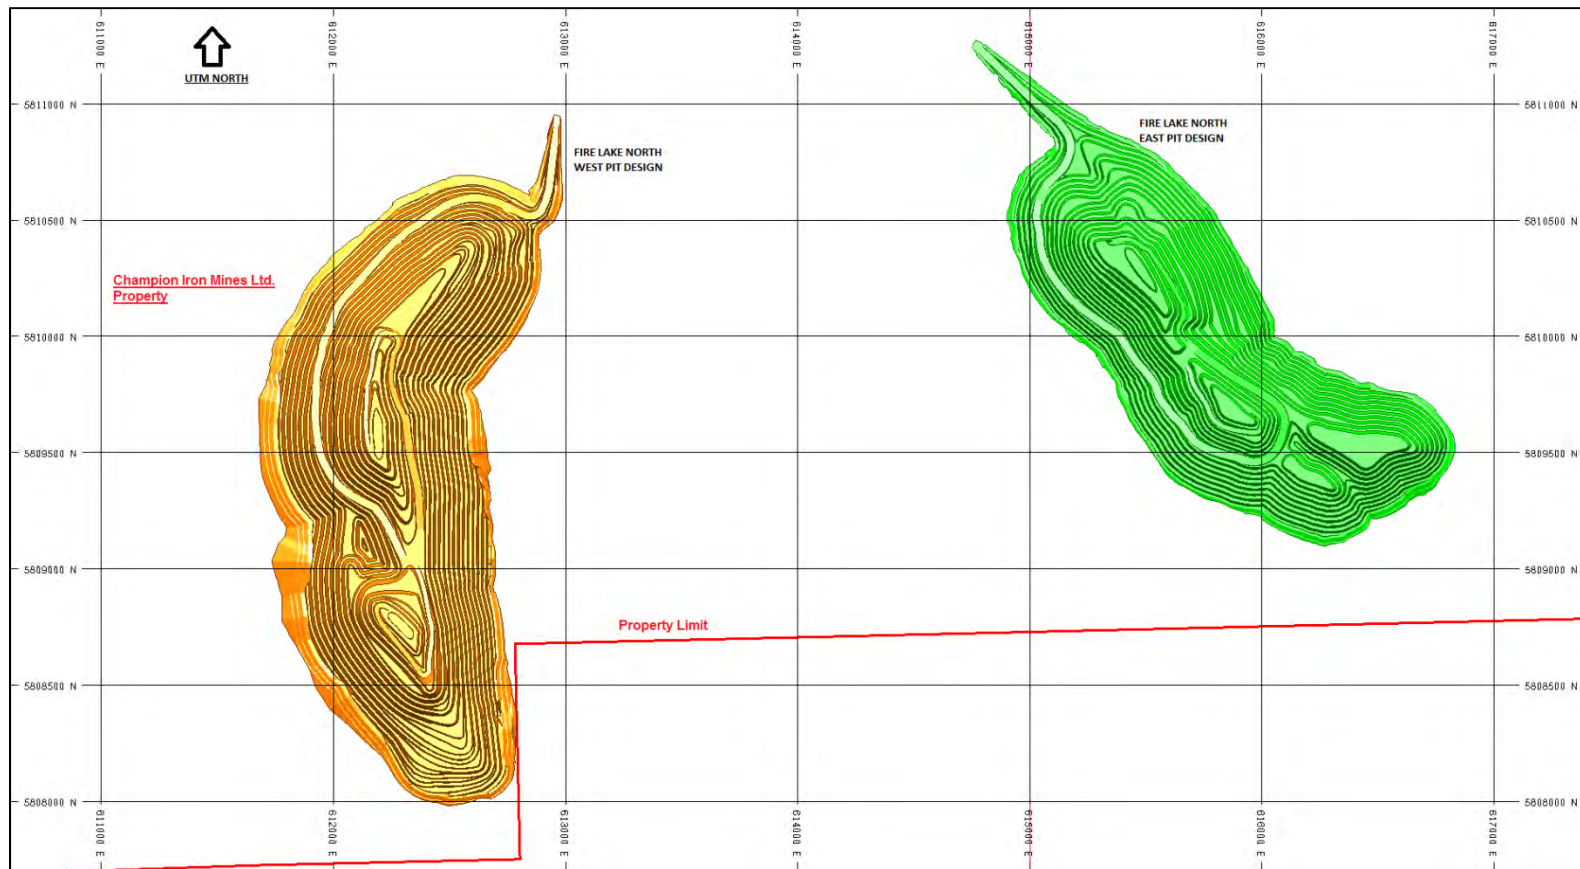 611000 E
612000 E
613000 E
614000 E
615000 E
616000 E
617000 E
UTM NORTH
5811000 N
5811000 N
FIRE LAKE NORTH
WEST PIT DESIGN
FIRE LAKE NORTH
EAST PIT DESIGN
5810500 N
5810500 N
Champion Iron Mines Ltd.
Property
5810000 N
5810000 N
5809500 N
5809500 N
5809000 N
5809000 N
Property Limit
5808500 N
5808500 N
5808000 N
5808000 N
611000 E
612000 E
613000 E
614000 E
615000 E
616000 E
617000 E